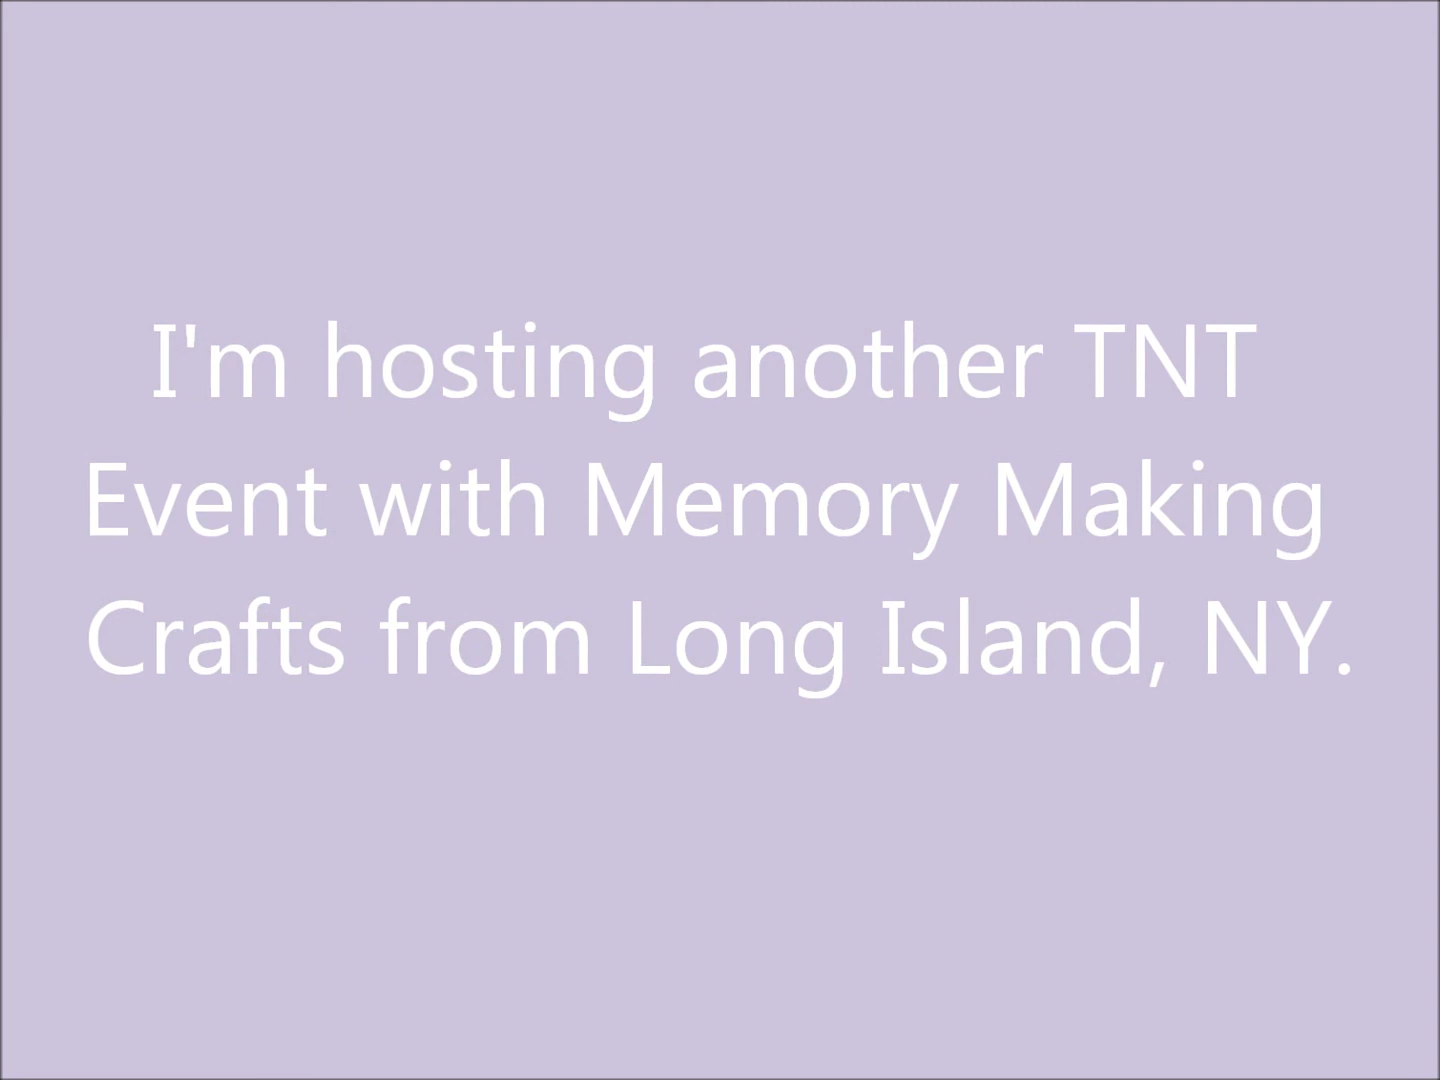 I'm hosting another TNT
Event with Memory Making
Crafts from Long Island, NY.